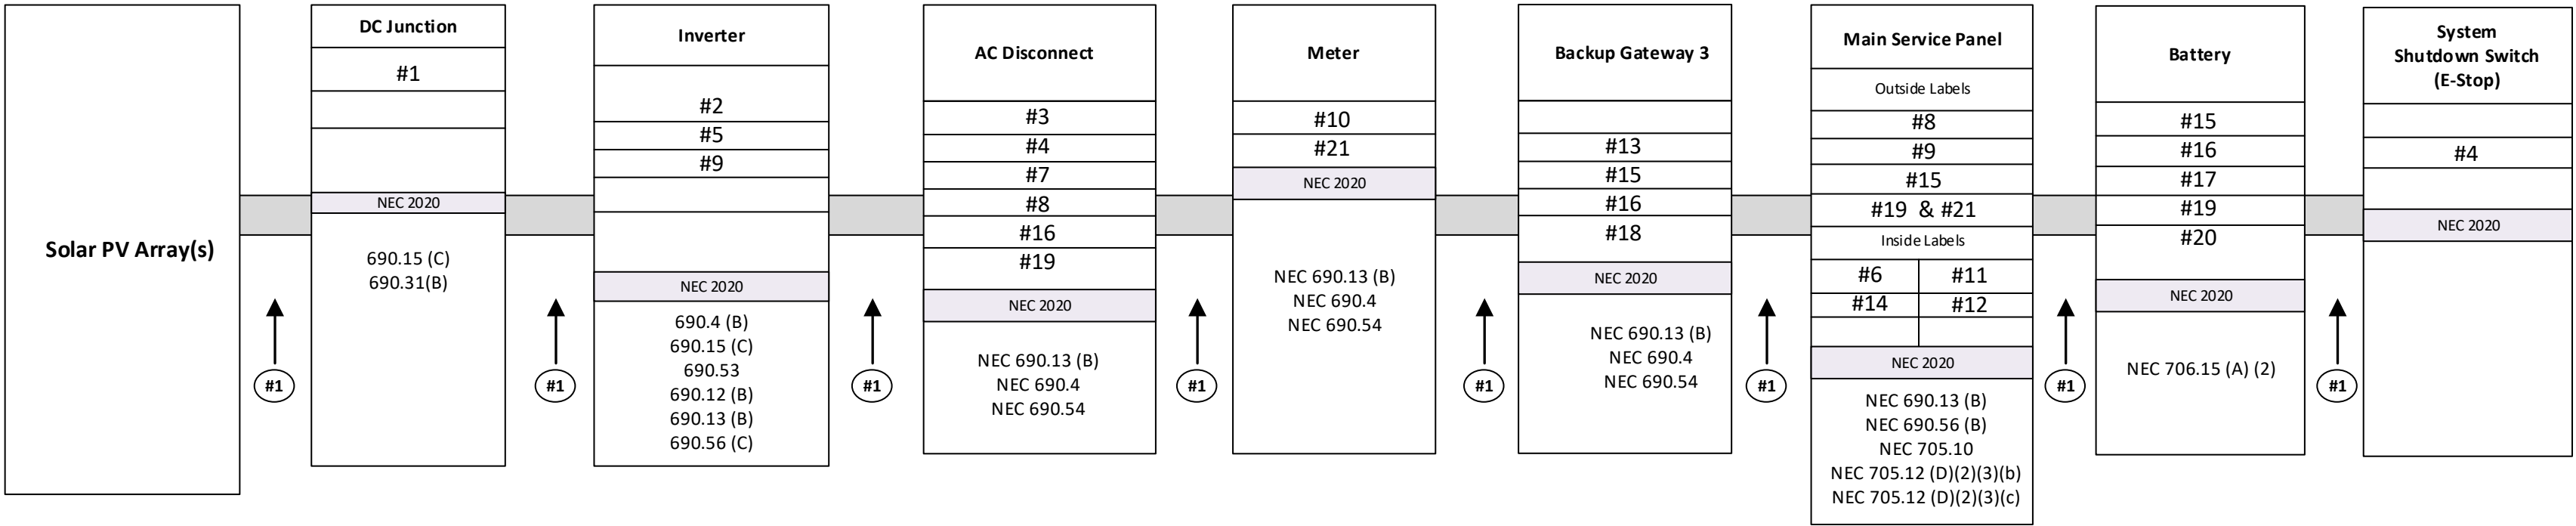 Solar PV Array(s)
#1
DC Junction
#1
NEC 2020
690.15 (C)
690.31(B)
#1
Inverter
#2
#5
#9
NEC 2020
690.4 (B)
690.15 (C)
690.53
690.12 (B)
690.13 (B)
690.56 (C)
#1
AC Disconnect
#3
#4
#7
#8
#16
#19
NEC 2020
NEC 690.13 (B)
NEC 690.4
NEC 690.54
#1
Meter
#10
#21
NEC 2020
NEC 690.13 (B)
NEC 690.4
NEC 690.54
#1
Backup Gateway 3
#13
#15
#16
#18
NEC 2020
NEC 690.13 (B)
NEC 690.4
NEC 690.54
#1
Main Service Panel
Outside Labels
#8
#9
#15
#19 & #21
Inside Labels
#6 #11
#14 #12
NEC 2020
NEC 690.13 (B)
NEC 690.56 (B)
NEC 705.10
NEC 705.12 (D)(2)(3)(b)
NEC 705.12 (D)(2)(3)(c)
#1
Battery
#15
#16
#17
#19
#20
NEC 2020
NEC 706.15 (A) (2)
#1
System
Shutdown Switch
(E-Stop)
#4
NEC 2020